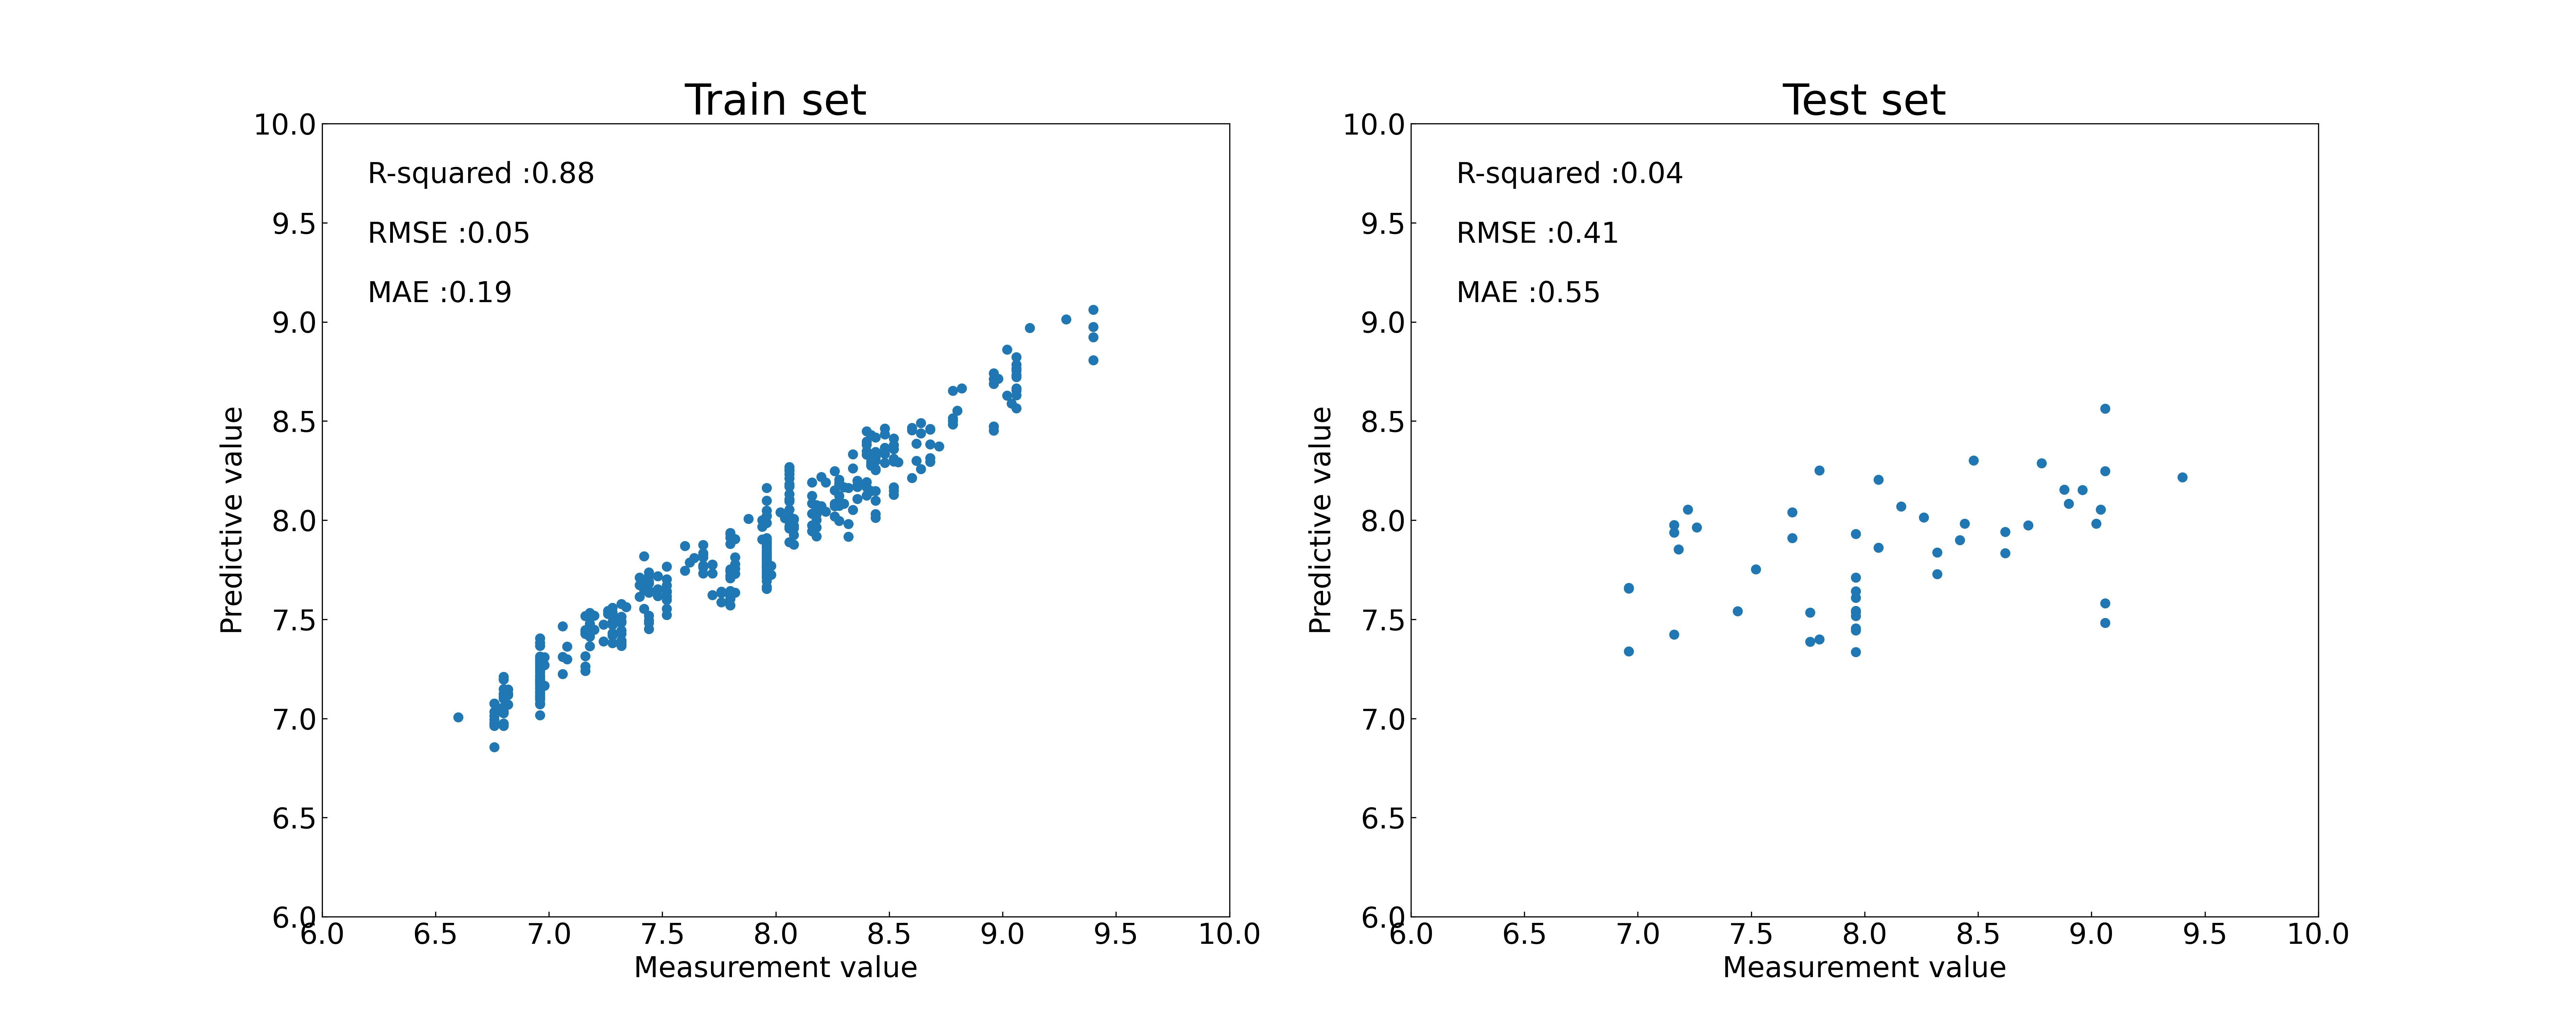 Train set
R-squared :0.88
RMSE :0.05
MAE :0.19
10.0
9.5
9.0
8.5
8.0
7.5
7.0
6.5
6.0
Predictive value
6.0 6.5 7.0 7.5 8.0 8.5 9.0 9.5 10.0
Measurement value
Test set
R-squared :0.04
RMSE :0.41
MAE :0.55
10.0
9.5
9.0
8.5
8.0
7.5
7.0
6.5
6.0
Predictive value
6.0 6.5 7.0 7.5 8.0 8.5 9.0 9.5 10.0
Measurement value